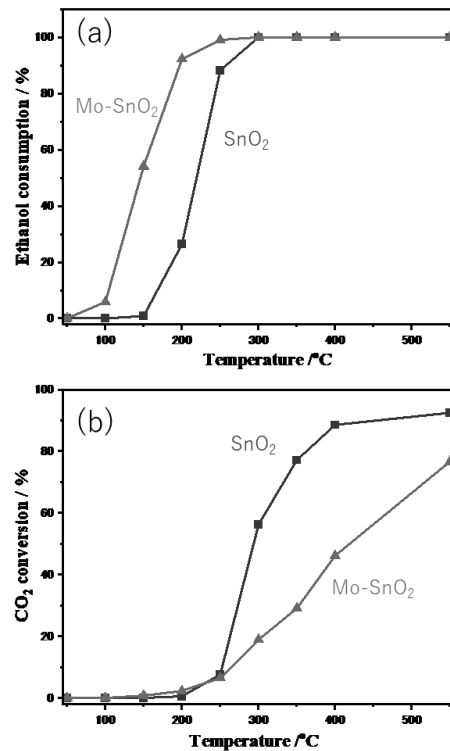 (a)
Mo-SnO₂
SnO₂
Ethanol consumption / %
100
80
60
40
20
0
100
200
300
400
500
Temperature /°C
(b)
SnO₂
Mo-SnO₂
CO₂ conversion / %
100
80
60
40
20
0
100
200
300
400
500
Temperature /°C